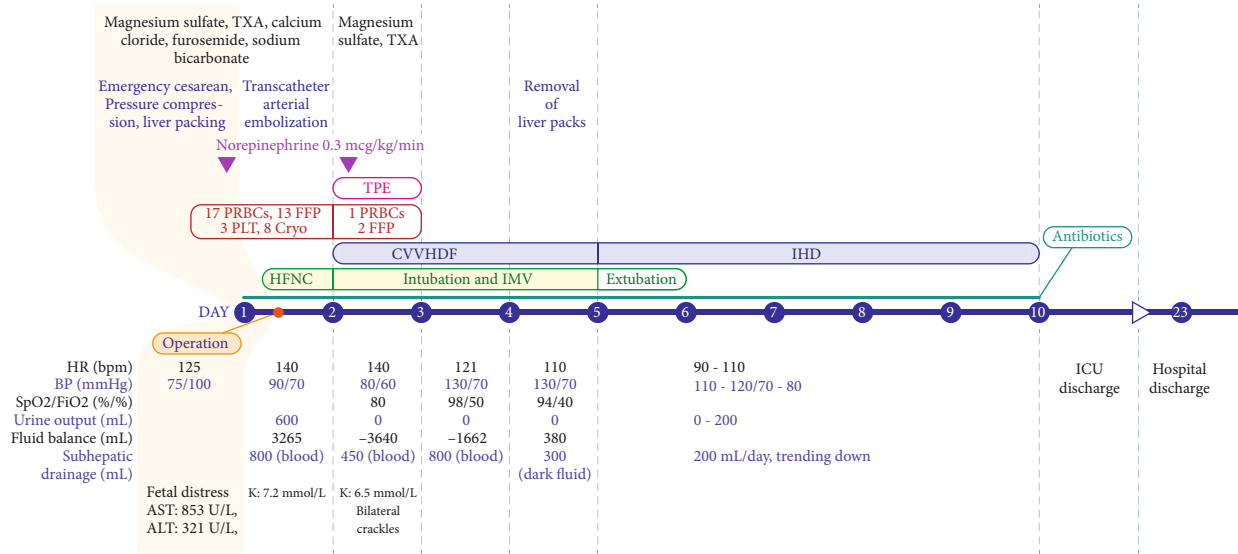 Magnesium sulfate, TXA, calcium
cloride, furosemide, sodium
bicarbonate
Magnesium
sulfate, TXA
Emergency cesarean,
Pressure compres-
sion, liver packing
Transcatheter
arterial
embolization
Removal
of
liver packs
Norepinephrine 0.3 mcg/kg/min
TPE
17 PRBCs, 13 FFP
3 PLT, 8 Cryo
1 PRBCs
2 FFP
CVVHDF
IHD
Antibiotics
HFNC
Intubation and IMV
Extubation
DAY 1 2 3 4 5 6 7 8 9 10 23
Operation
HR (bpm) 125 140 140 121 110 90 - 110
BP (mmHg) 75/100 90/70 80/60 130/70 130/70 110 - 120/70 - 80
SpO2/FiO2 (%/%) 80 98/50 94/40
Urine output (mL) 600 0 0 0 0 - 200
Fluid balance (mL) 3265 –3640 –1662 380
Subhepatic
drainage (mL)
800 (blood) 450 (blood) 800 (blood) 300
(dark fluid)
200 mL/day, trending down
ICU
discharge
Hospital
discharge
Fetal distress
AST: 853 U/L,
ALT: 321 U/L,
K: 7.2 mmol/L
K: 6.5 mmol/L
Bilateral
crackles